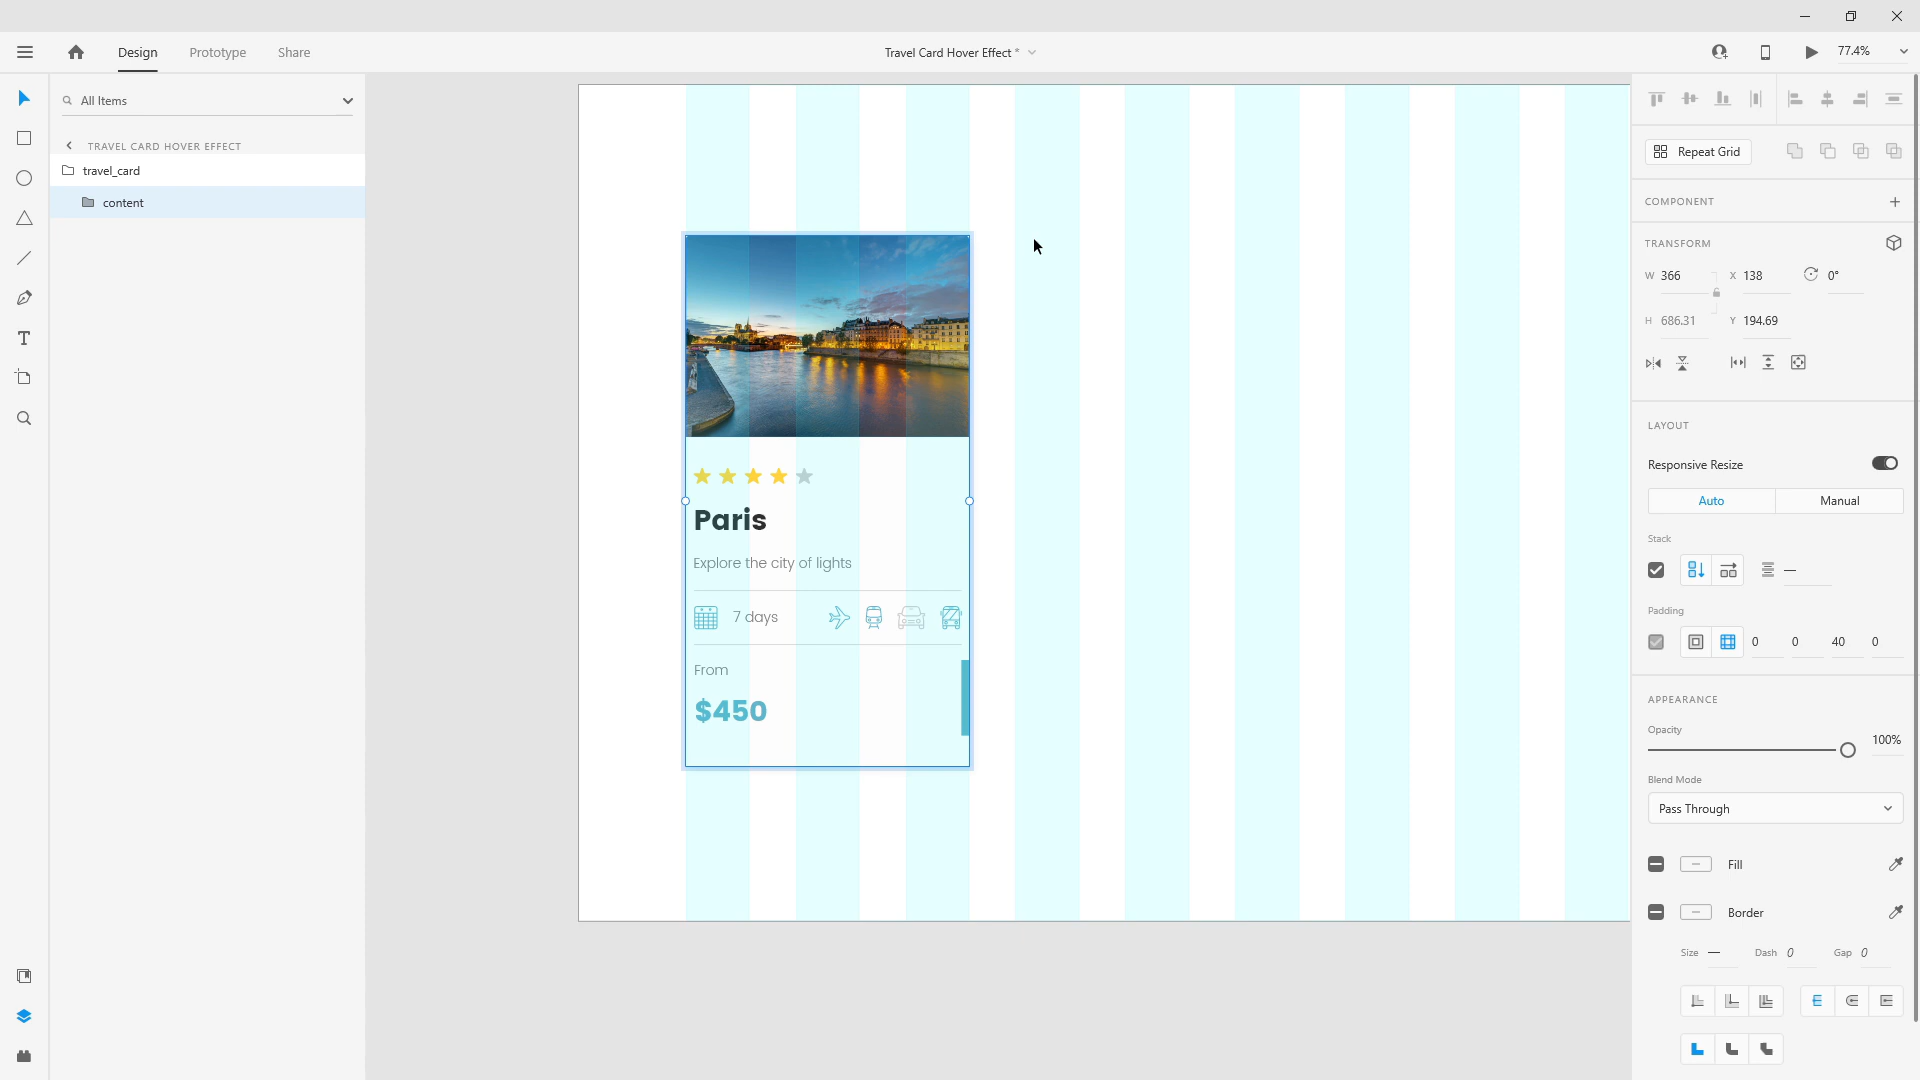 Design
Prototype
Share
Travel Card Hover Effect *
77.4%
All Items
TRAVEL CARD HOVER EFFECT
travel_card
content
Paris
Explore the city of lights
7 days
From
$450
Repeat Grid
COMPONENT
TRANSFORM
W 366
X 138
0°
H 686.31
Y 194.69
LAYOUT
Responsive Resize
Auto
Manual
Stack
Padding
0 0 40 0
APPEARANCE
Opacity
100%
Blend Mode
Pass Through
Fill
Border
Size —
Dash 0
Gap 0